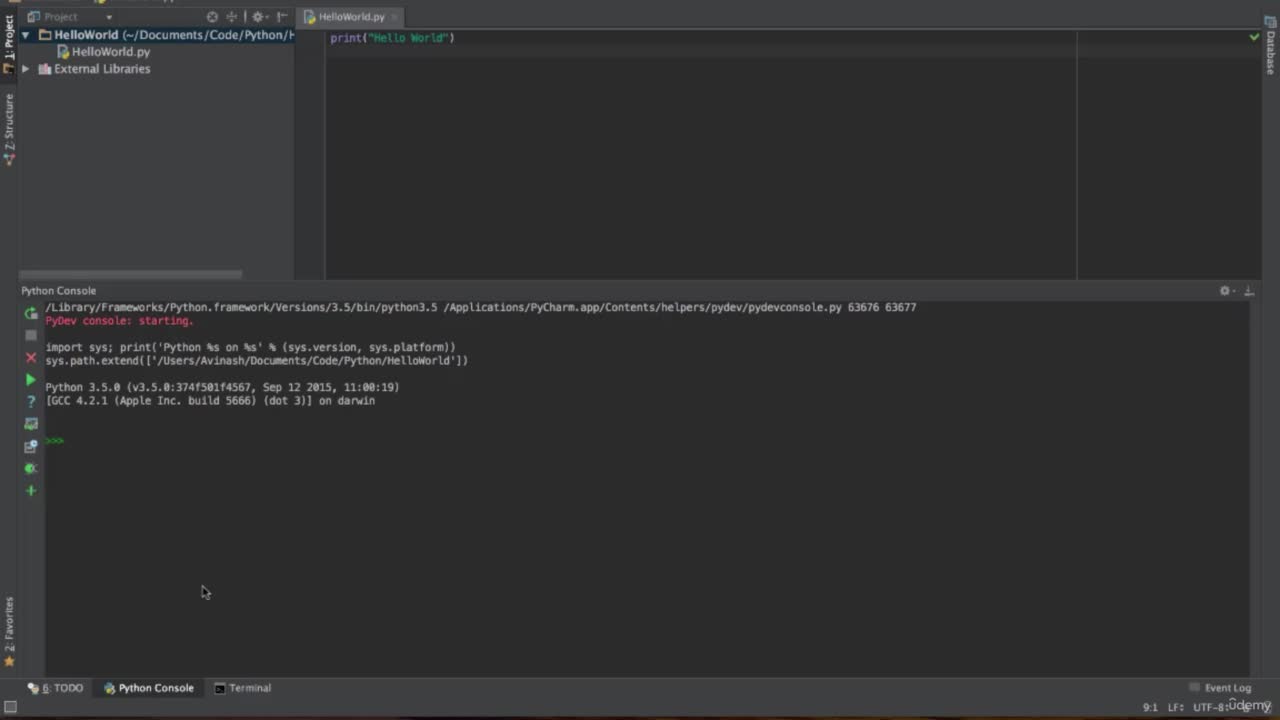 Project
HelloWorld.py
1: Project
HelloWorld (~/Documents/Code/Python/H
HelloWorld.py
External Libraries
print("Hello World")
Database
Z: Structure
Python Console
/Library/Frameworks/Python.framework/Versions/3.5/bin/python3.5 /Applications/PyCharm.app/Contents/helpers/pydev/pydevconsole.py 63676 63677
PyDev console: starting.
import sys; print('Python %s on %s' % (sys.version, sys.platform))
sys.path.extend(['/Users/Avinash/Documents/Code/Python/HelloWorld'])
Python 3.5.0 (v3.5.0:374f501f4567, Sep 12 2015, 11:00:19)
[GCC 4.2.1 (Apple Inc. build 5666) (dot 3)] on darwin
>>>
2: Favorites
6: TODO
Python Console
Terminal
Event Log
9:1 LF: UTF-8:
ûdemy